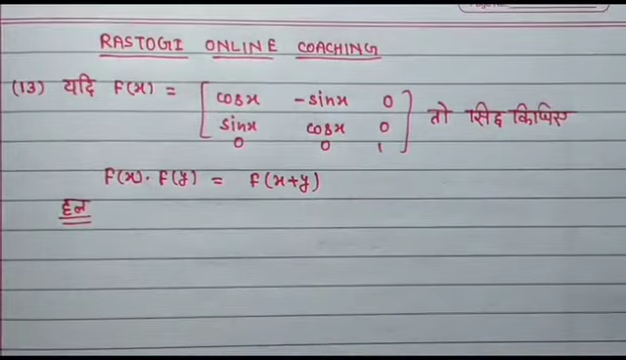 RASTOGI ONLINE COACHING
(13) यदि F(x) = [ cosx -sinx 0
sinx cosx 0 तो सिद्ध किजिए
0 0 1 ]
F(x). F(y) = F(x+y)
हल